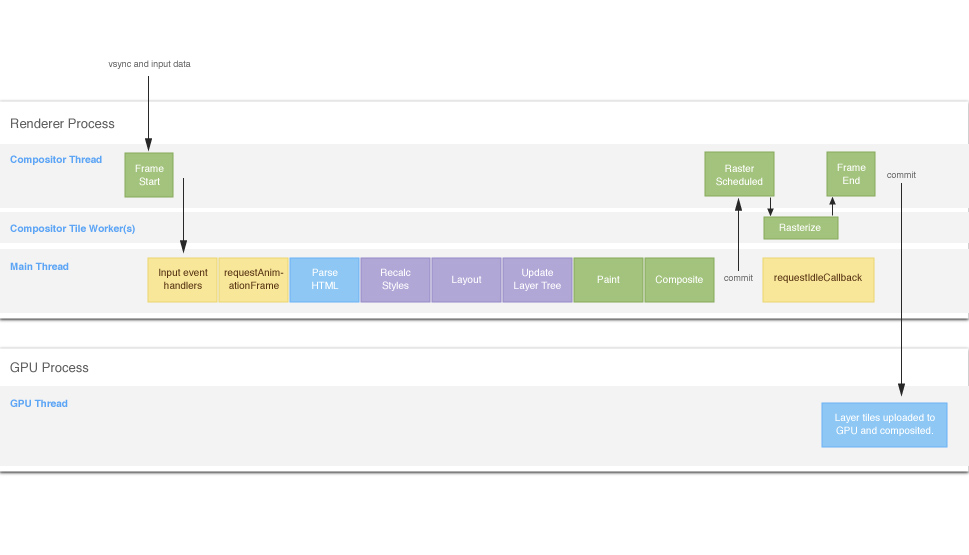 vsync and input data
Renderer Process
Compositor Thread
Frame
Start
Raster
Scheduled
Frame
End
commit
Compositor Tile Worker(s)
Rasterize
Main Thread
Input event
handlers
requestAnim-
ationFrame
Parse
HTML
Recalc
Styles
Layout
Update
Layer Tree
Paint
Composite
commit
requestIdleCallback
GPU Process
GPU Thread
Layer tiles uploaded to
GPU and composited.